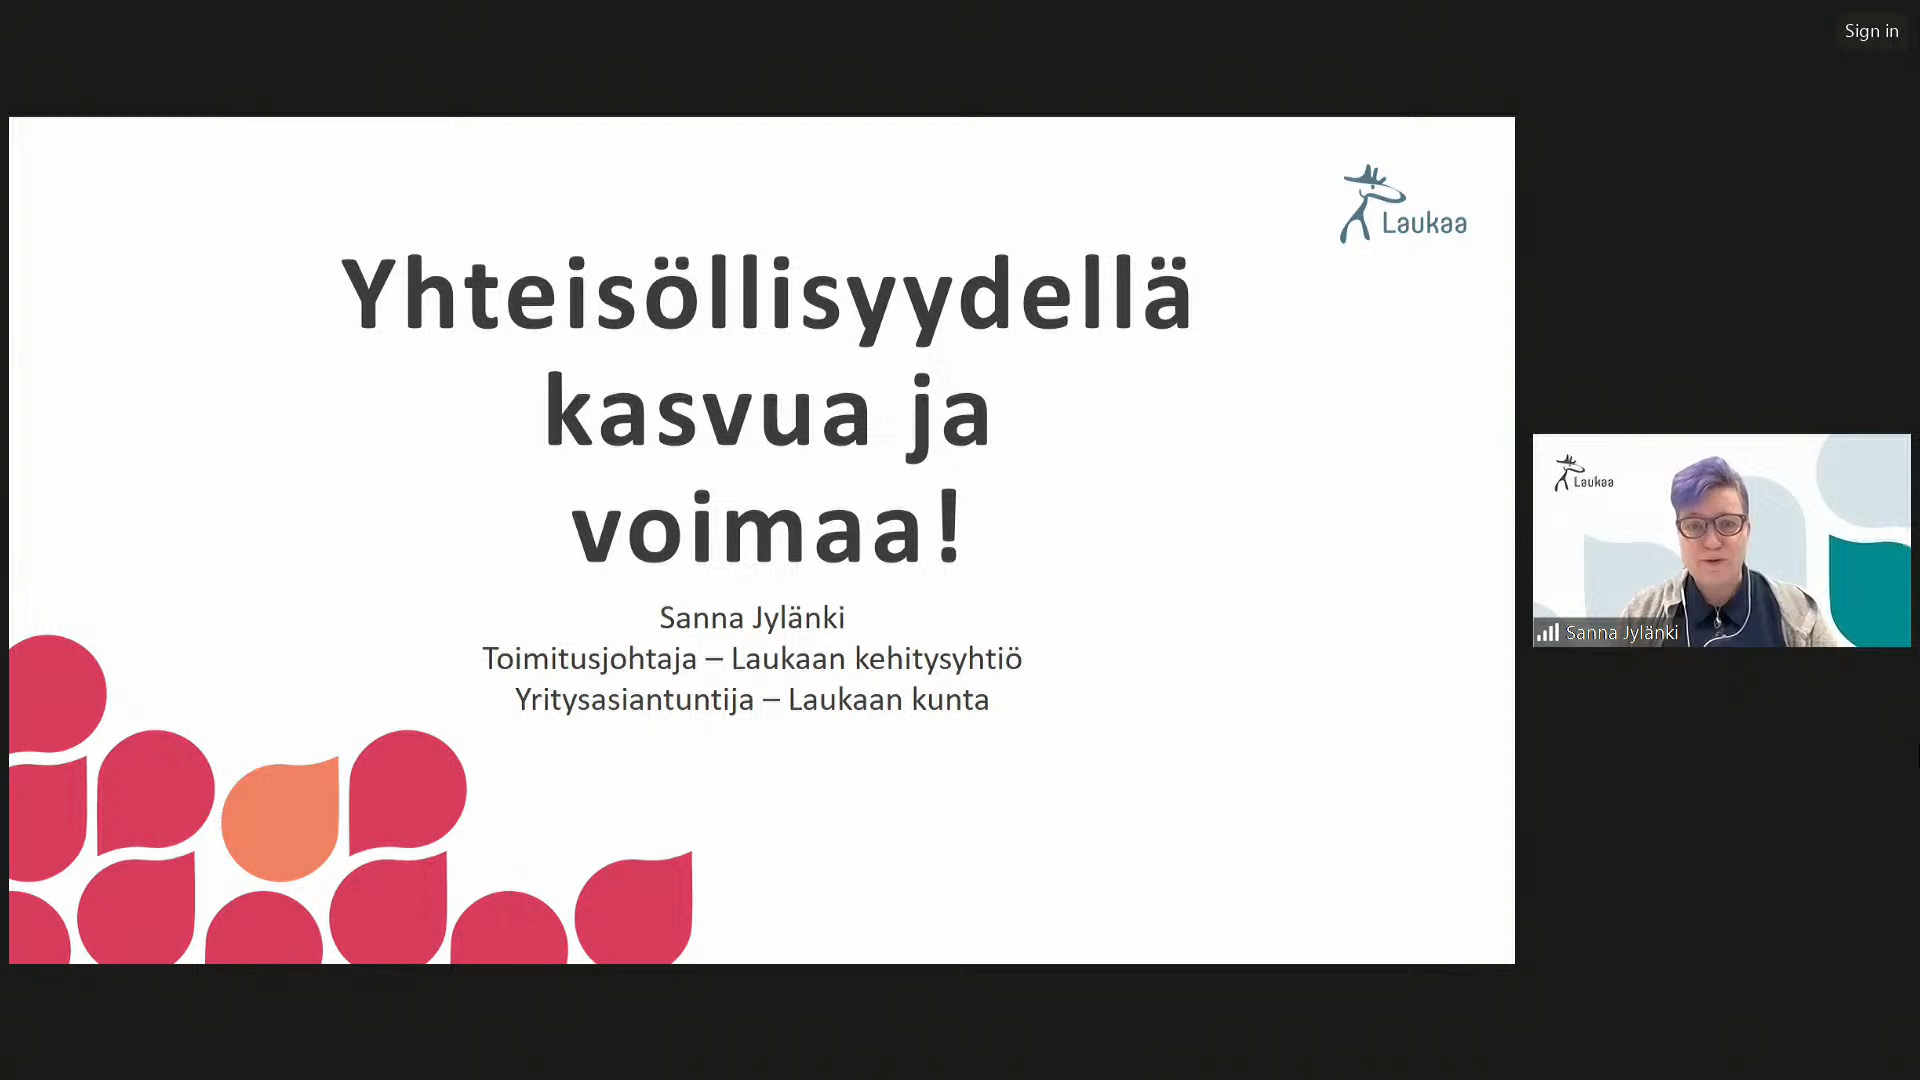 Sign in
Laukaa
Yhteisöllisyydellä
kasvua ja
voimaa!
Sanna Jylänki
Toimitusjohtaja – Laukaan kehitysyhtiö
Yritysasiantuntija – Laukaan kunta
Laukaa
Sanna Jylänki